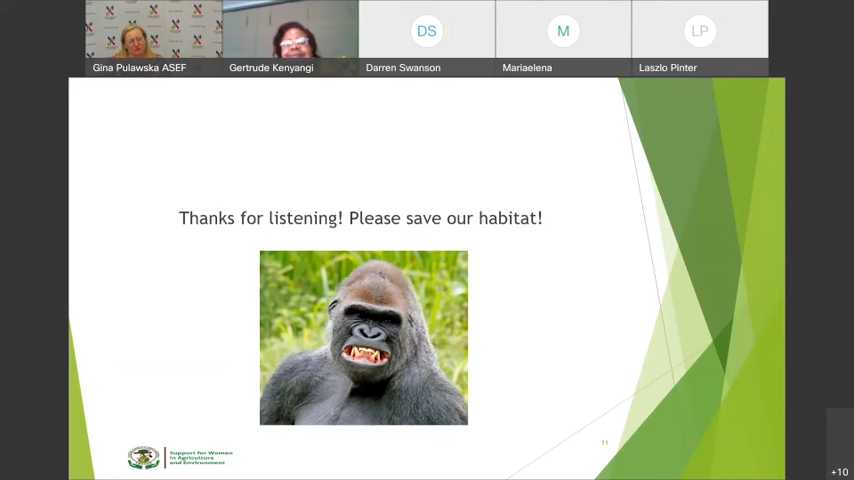 DS
M
LP
Gina Pulawska ASEF
Gertrude Kenyangi
Darren Swanson
Mariaelena
Laszlo Pinter
Thanks for listening! Please save our habitat!
Support for Women
in Agriculture
and Environment
11
+10